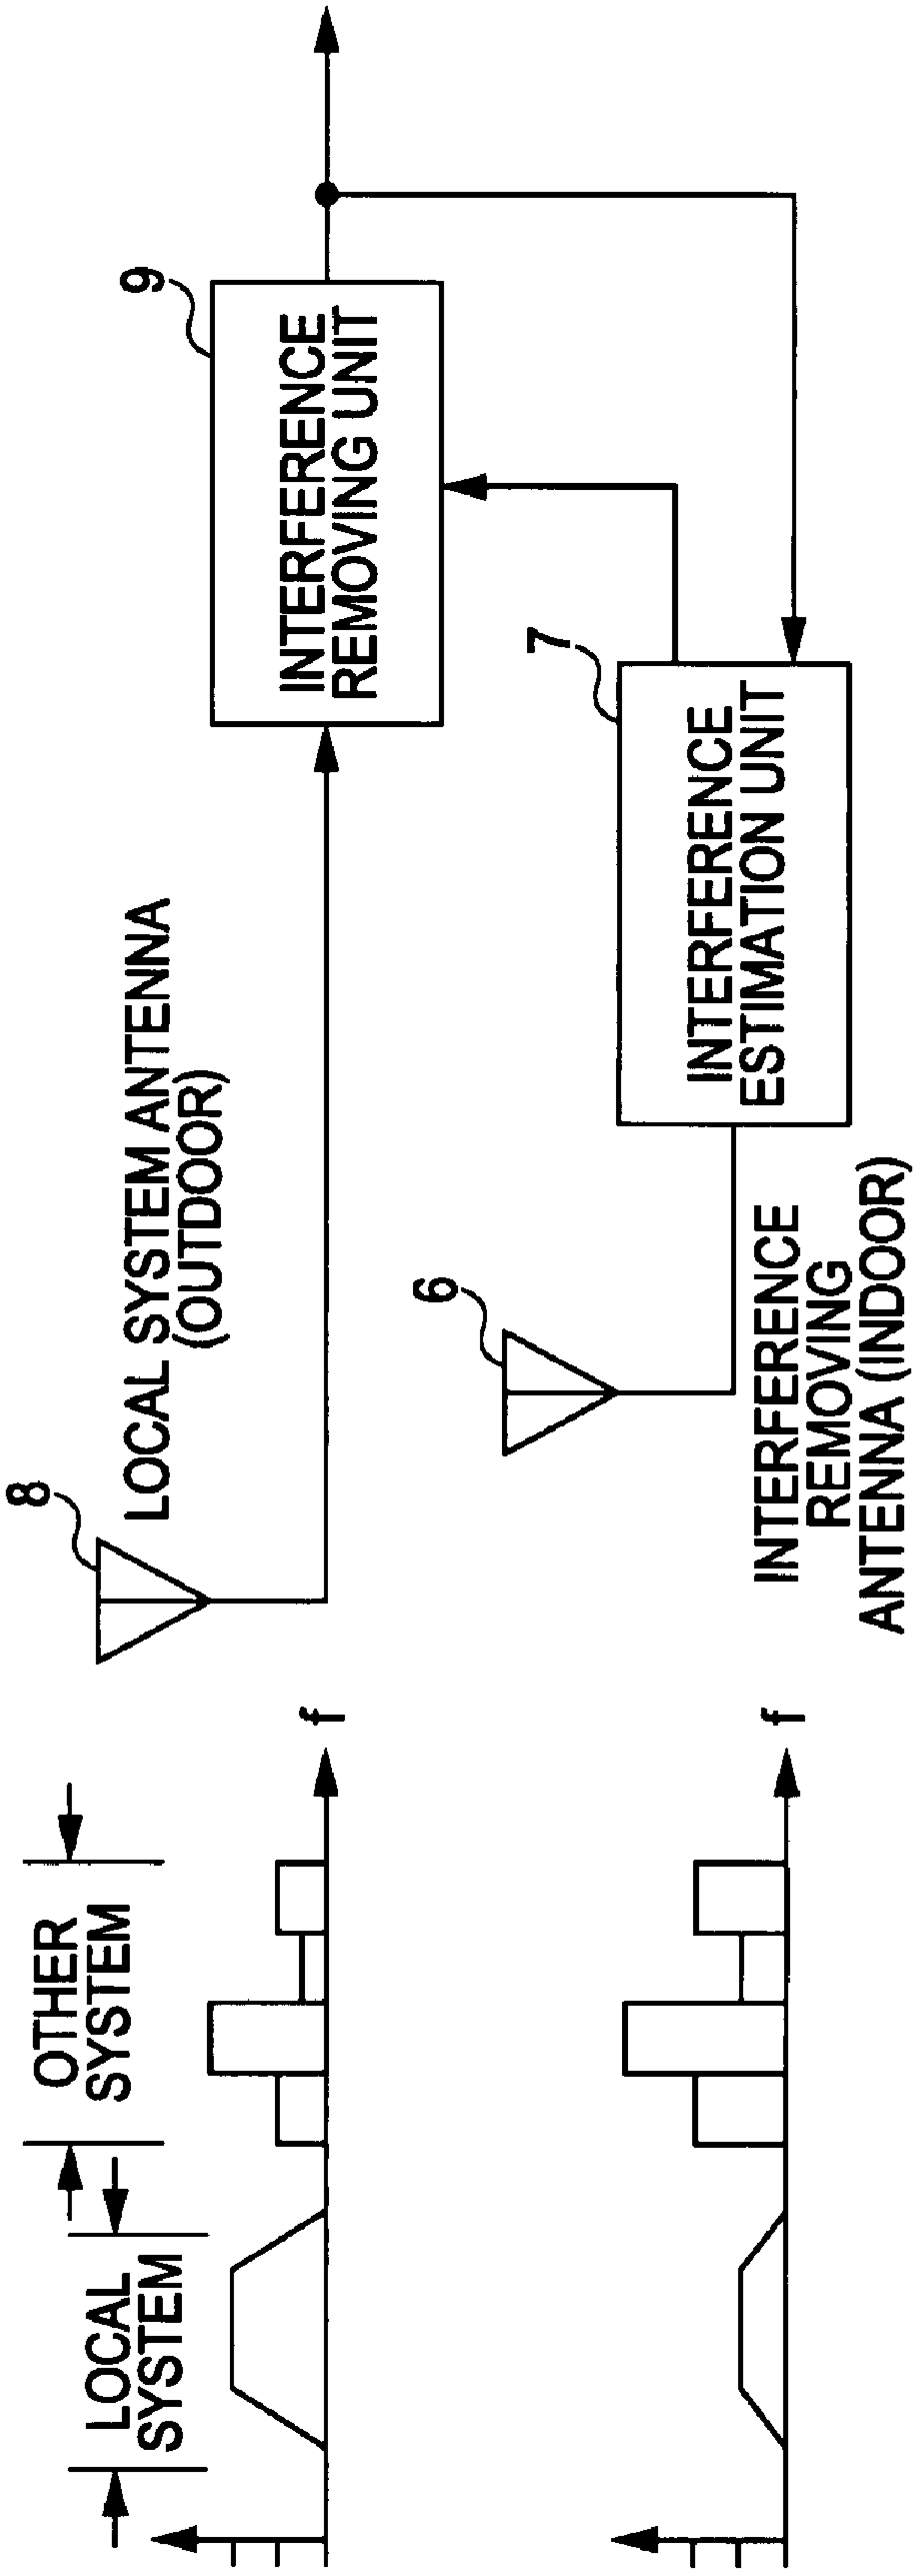 LOCAL
SYSTEM
OTHER
SYSTEM
f
8
LOCAL SYSTEM ANTENNA
(OUTDOOR)
9
INTERFERENCE
REMOVING UNIT
f
6
INTERFERENCE
REMOVING
ANTENNA (INDOOR)
7
INTERFERENCE
ESTIMATION UNIT